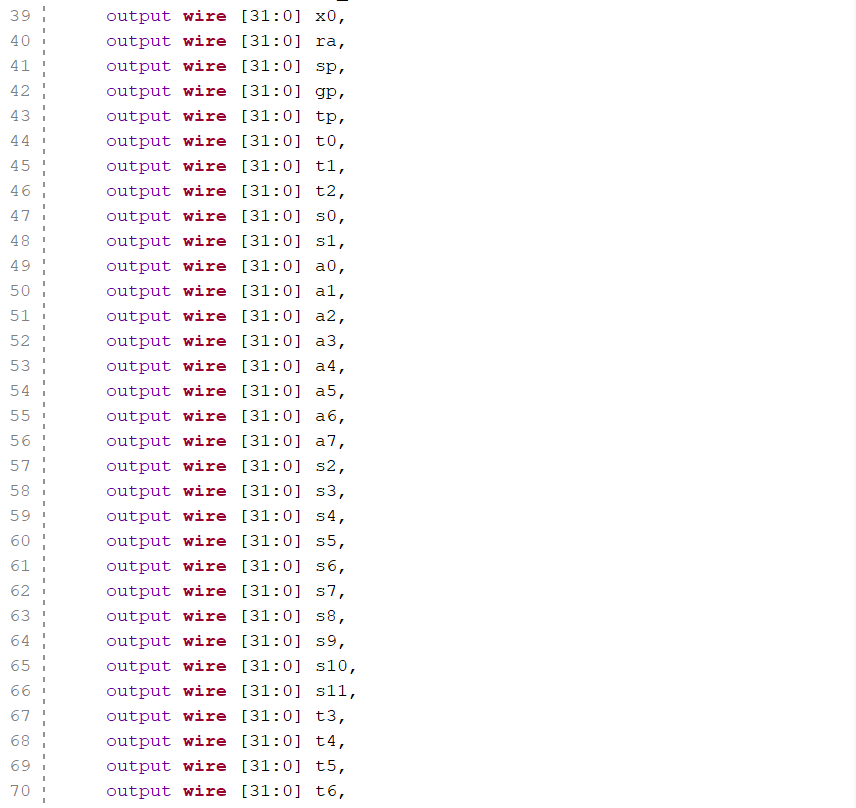 39 output wire [31:0] x0,
40 output wire [31:0] ra,
41 output wire [31:0] sp,
42 output wire [31:0] gp,
43 output wire [31:0] tp,
44 output wire [31:0] t0,
45 output wire [31:0] t1,
46 output wire [31:0] t2,
47 output wire [31:0] s0,
48 output wire [31:0] s1,
49 output wire [31:0] a0,
50 output wire [31:0] a1,
51 output wire [31:0] a2,
52 output wire [31:0] a3,
53 output wire [31:0] a4,
54 output wire [31:0] a5,
55 output wire [31:0] a6,
56 output wire [31:0] a7,
57 output wire [31:0] s2,
58 output wire [31:0] s3,
59 output wire [31:0] s4,
60 output wire [31:0] s5,
61 output wire [31:0] s6,
62 output wire [31:0] s7,
63 output wire [31:0] s8,
64 output wire [31:0] s9,
65 output wire [31:0] s10,
66 output wire [31:0] s11,
67 output wire [31:0] t3,
68 output wire [31:0] t4,
69 output wire [31:0] t5,
70 output wire [31:0] t6,